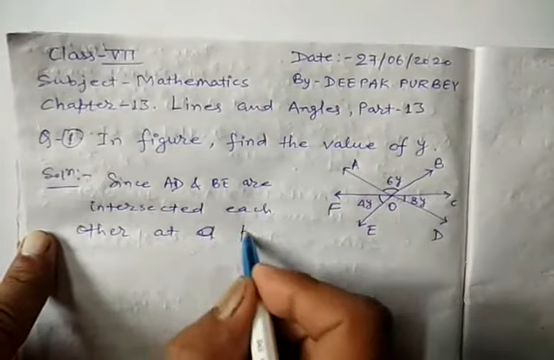 Class-VII
Date:-27/06/2020
Subject-Mathematics
By-DEEPAK PURBEY
Chapter-13. Lines and Angles, Part-13
Q-① In figure, find the value of y.
Soln:- Since AD & BE are
intersected each
other at a
A
B
6y
F
4y
O
8y
C
E
D